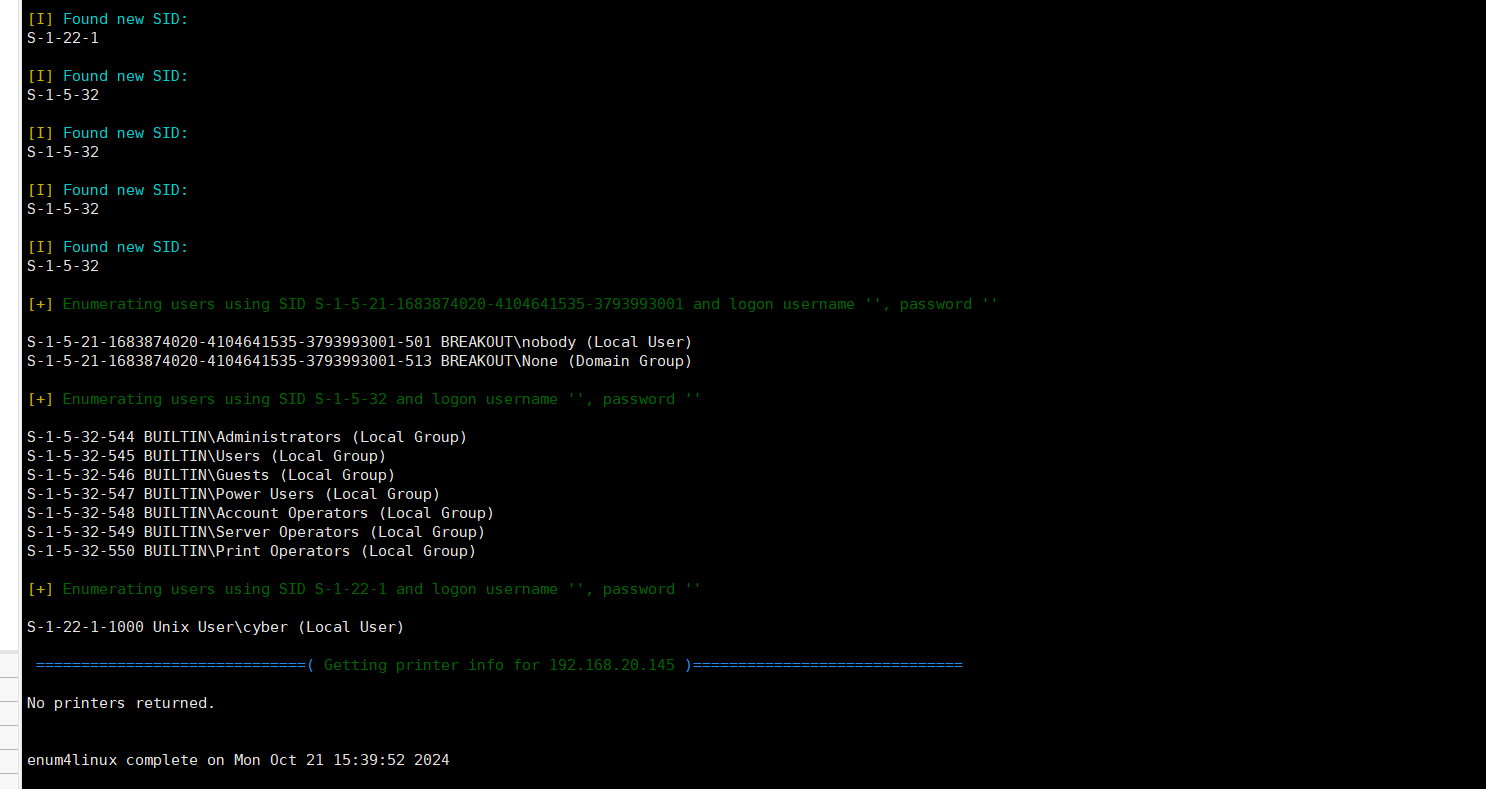 [I] Found new SID:
S-1-22-1
[I] Found new SID:
S-1-5-32
[I] Found new SID:
S-1-5-32
[I] Found new SID:
S-1-5-32
[I] Found new SID:
S-1-5-32
[+] Enumerating users using SID S-1-5-21-1683874020-4104641535-3793993001 and logon username '', password ''
S-1-5-21-1683874020-4104641535-3793993001-501 BREAKOUT\nobody (Local User)
S-1-5-21-1683874020-4104641535-3793993001-513 BREAKOUT\None (Domain Group)
[+] Enumerating users using SID S-1-5-32 and logon username '', password ''
S-1-5-32-544 BUILTIN\Administrators (Local Group)
S-1-5-32-545 BUILTIN\Users (Local Group)
S-1-5-32-546 BUILTIN\Guests (Local Group)
S-1-5-32-547 BUILTIN\Power Users (Local Group)
S-1-5-32-548 BUILTIN\Account Operators (Local Group)
S-1-5-32-549 BUILTIN\Server Operators (Local Group)
S-1-5-32-550 BUILTIN\Print Operators (Local Group)
[+] Enumerating users using SID S-1-22-1 and logon username '', password ''
S-1-22-1-1000 Unix User\cyber (Local User)
==============================( Getting printer info for 192.168.20.145 )==============================
No printers returned.
enum4linux complete on Mon Oct 21 15:39:52 2024